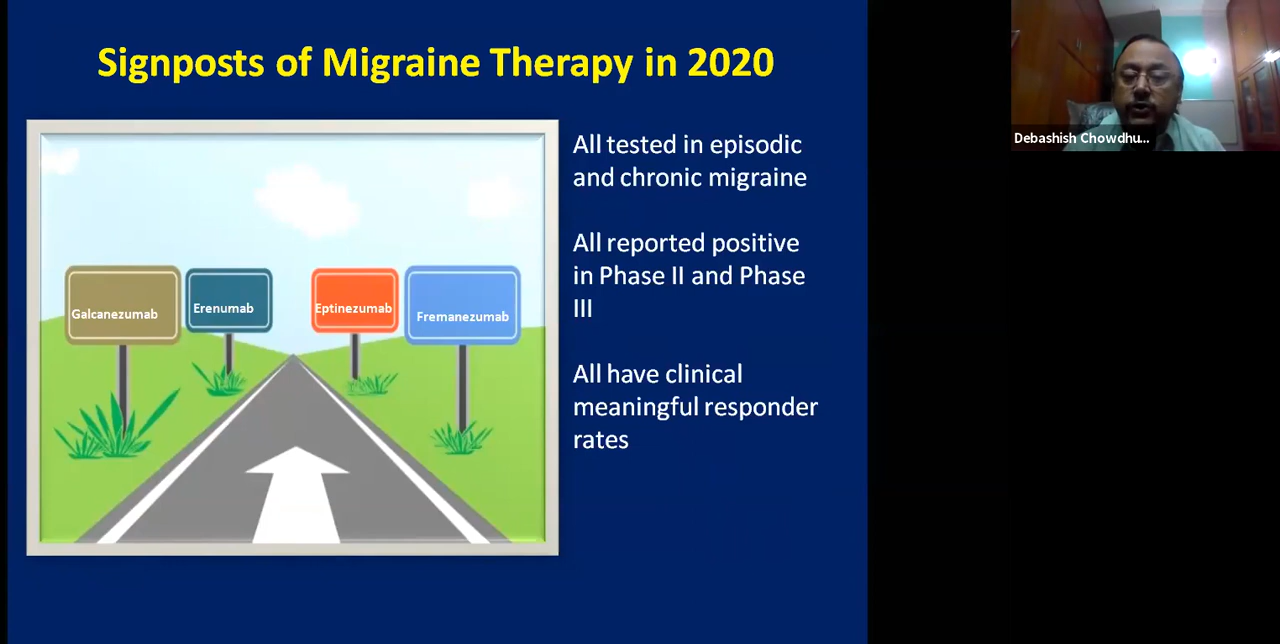 Signposts of Migraine Therapy in 2020
Galcanezumab
Erenumab
Eptinezumab
Fremanezumab
All tested in episodic
and chronic migraine
All reported positive
in Phase II and Phase
III
All have clinical
meaningful responder
rates
Debashish Chowdhu...